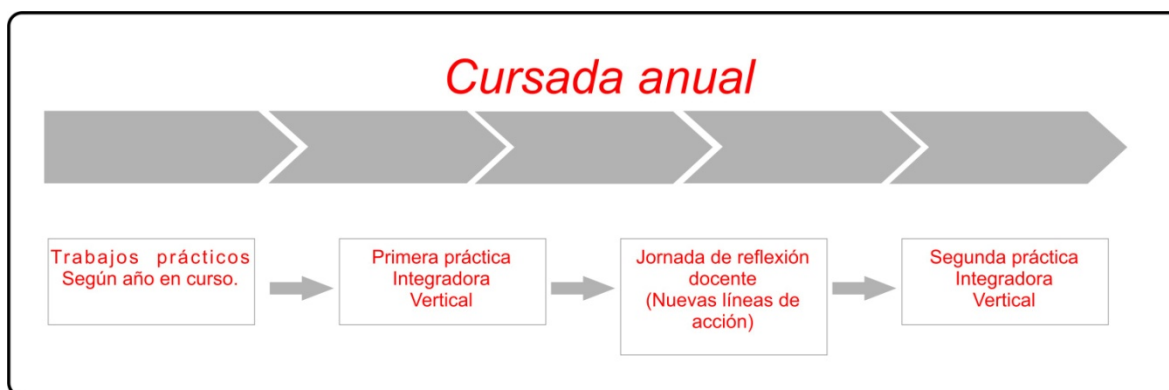 Cursada anual
Trabajos prácticos
Según año en curso.
Primera práctica
Integradora
Vertical
Jornada de reflexión
docente
(Nuevas líneas de
acción)
Segunda práctica
Integradora
Vertical